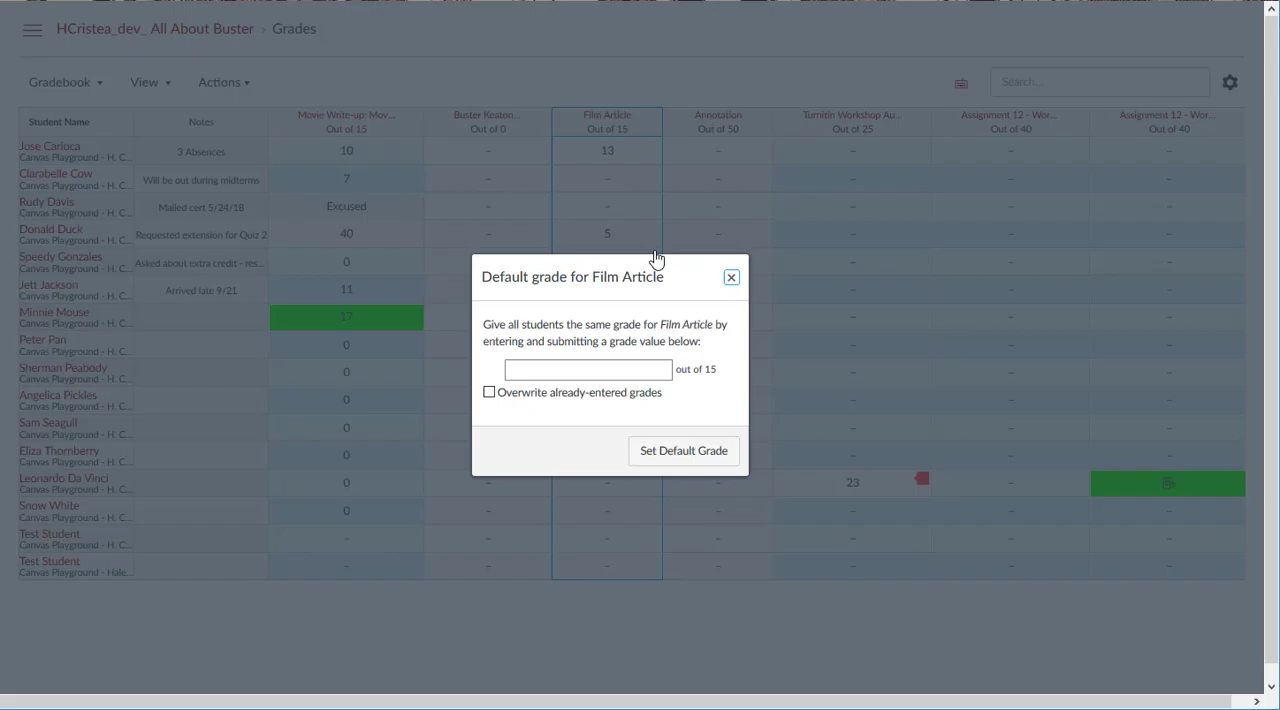 HCristea_dev_ All About Buster › Grades
Gradebook View Actions Search...
Student Name Notes Movie Write-up: Mov... Out of 15 Buster Keaton... Out of 0 Film Article Out of 15 Annotation Out of 50 Turnitin Workshop Au... Out of 25 Assignment 12 - Wor... Out of 40 Assignment 12 - Wor... Out of 40
Jose Carioca 3 Absences 10 – 13 – – – –
Canvas Playground - H. C...
Clarabelle Cow Will be out during midterms 7 – – – – – –
Canvas Playground - H. C...
Rudy Davis Mailed cert 5/24/18 Excused – – – – – –
Canvas Playground - H. C...
Donald Duck Requested extension for Quiz 2 40 – 5 – – – –
Canvas Playground - H. C...
Speedy Gonzales Asked about extra credit - res... 0 – – – –
Canvas Playground - H. C...
Jett Jackson Arrived late 9/21 11 – – –
Canvas Playground - H. C...
Minnie Mouse 17 – – –
Canvas Playground - H. C...
Peter Pan 0 – – –
Canvas Playground - H. C...
Sherman Peabody 0 – – –
Canvas Playground - H. C...
Angelica Pickles 0 – – –
Canvas Playground - H. C...
Sam Seagull 0 – – –
Canvas Playground - H. C...
Eliza Thornberry 0 – – –
Canvas Playground - H. C...
Leonardo Da Vinci 0 – – – 23 –
Canvas Playground - H. C...
Snow White 0 – – – – – –
Canvas Playground - H. C...
Test Student – – – – – – –
Canvas Playground - H. C...
Test Student – – – – – – –
Canvas Playground - Hale...
Default grade for Film Article
Give all students the same grade for Film Article by
entering and submitting a grade value below:
out of 15
Overwrite already-entered grades
Set Default Grade